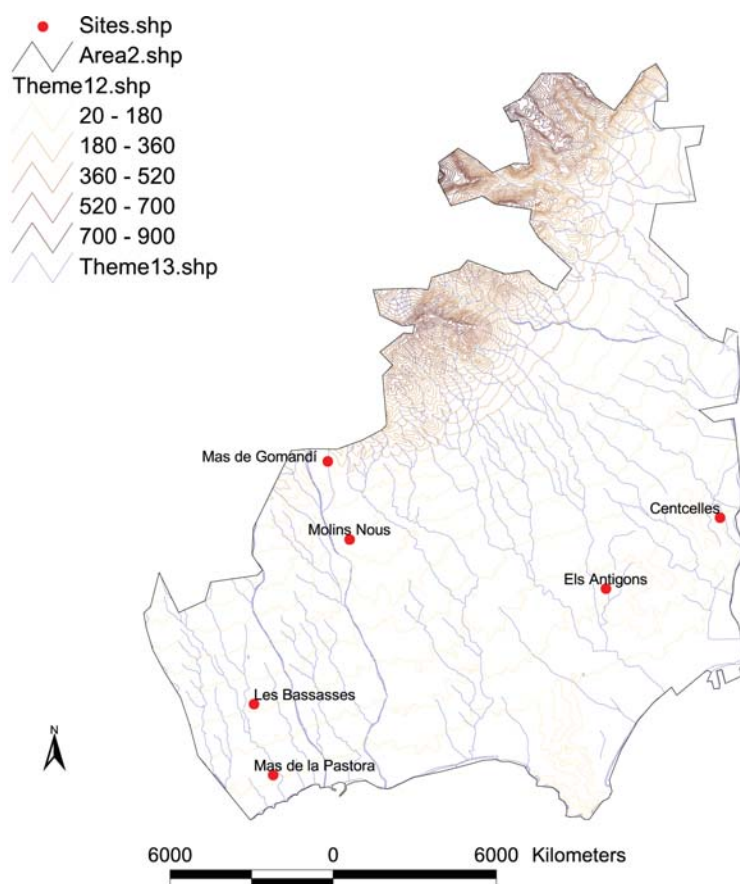 Sites.shp
Area2.shp
Theme12.shp
20 - 180
180 - 360
360 - 520
520 - 700
700 - 900
Theme13.shp
Mas de Gomandí
Molins Nous
Centcelles
Els Antigons
Les Bassasses
Mas de la Pastora
N
6000 0 6000 Kilometers